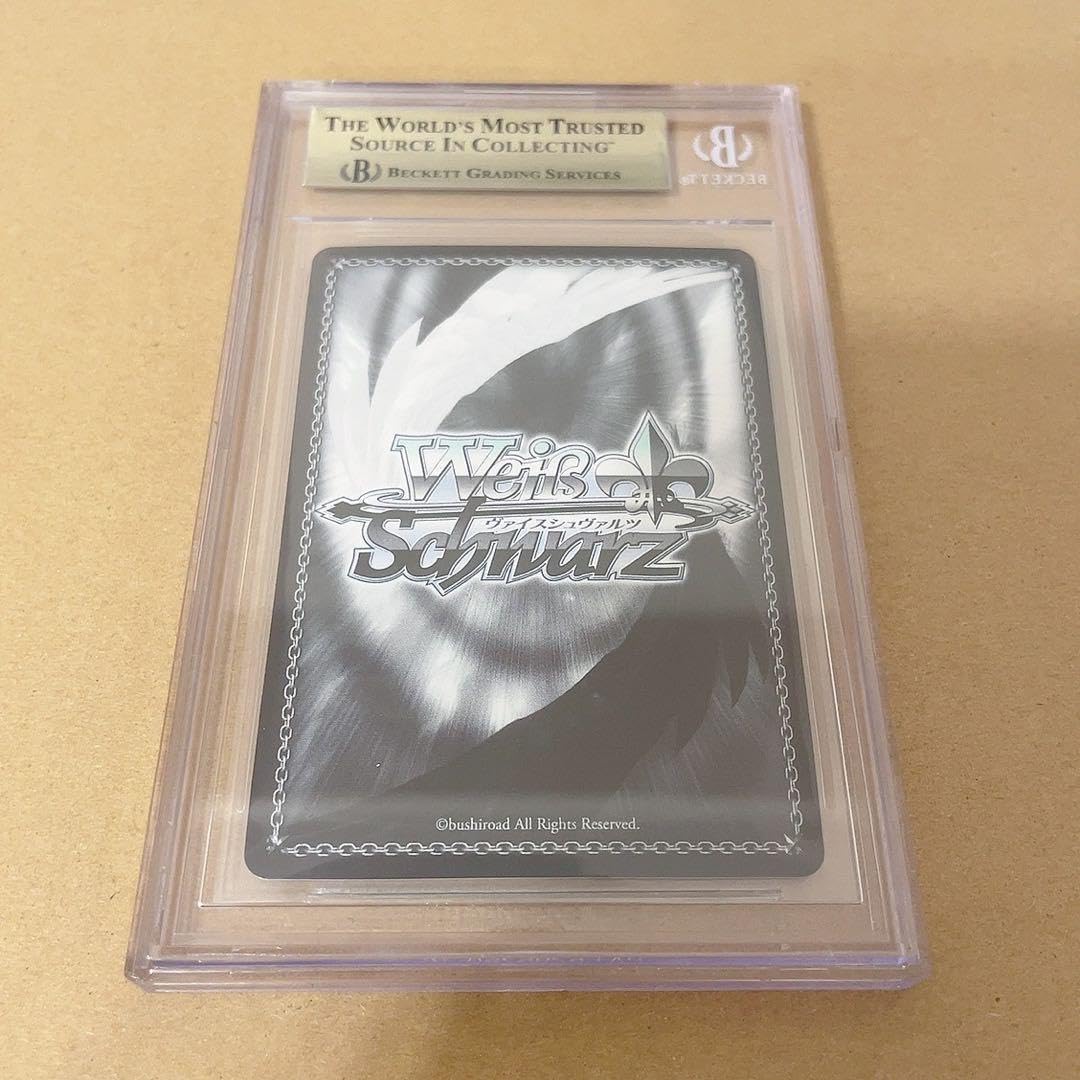 THE WORLD'S MOST TRUSTED
SOURCE IN COLLECTING™
B BECKETT GRADING SERVICES
B
BECKETT
Weiß
ヴァイスシュヴァルツ
Schwarz
©bushiroad All Rights Reserved.